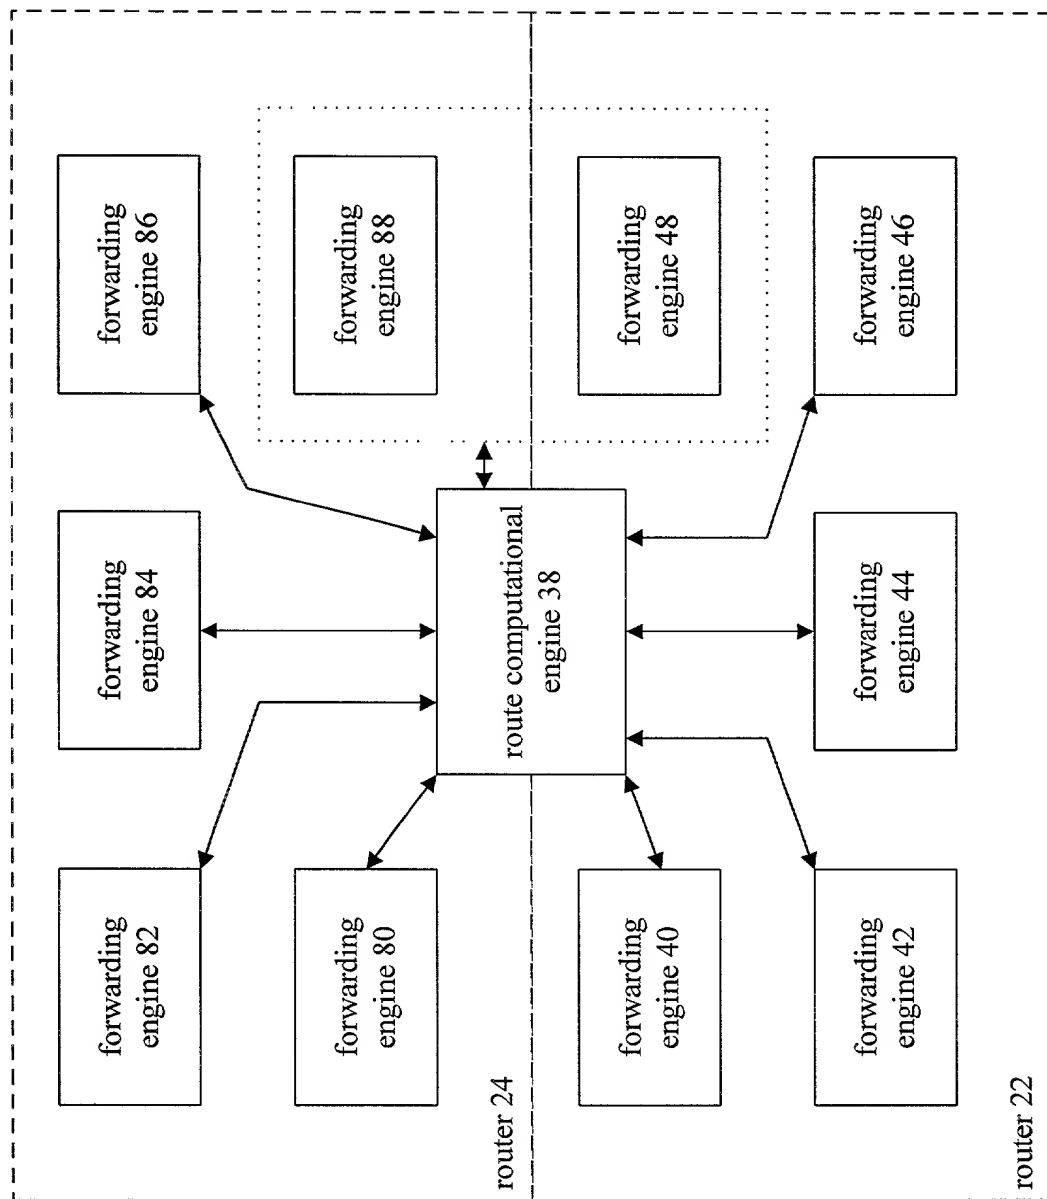 forwarding
engine 82
forwarding
engine 84
forwarding
engine 86
forwarding
engine 80
forwarding
engine 88
router 24
route computational
engine 38
forwarding
engine 40
forwarding
engine 48
forwarding
engine 42
forwarding
engine 44
forwarding
engine 46
router 22